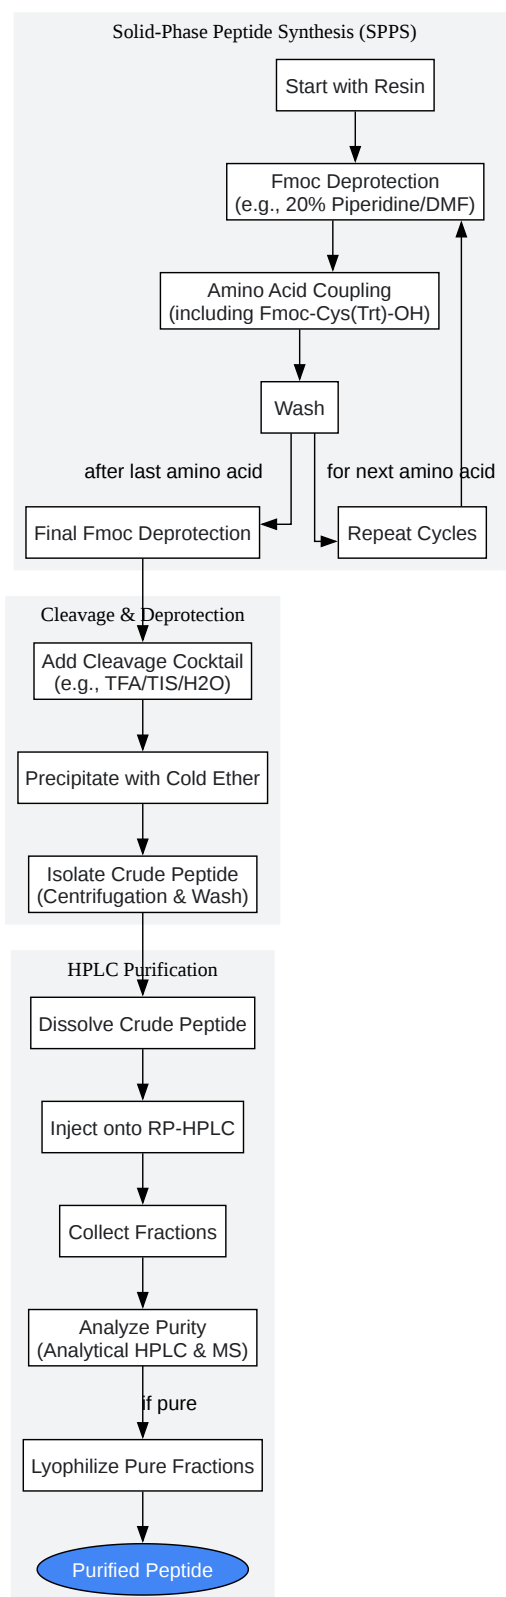 Solid-Phase Peptide Synthesis (SPPS)
Start with Resin
Fmoc Deprotection
(e.g., 20% Piperidine/DMF)
Amino Acid Coupling
(including Fmoc-Cys(Trt)-OH)
Wash
after last amino acid
for next amino acid
Final Fmoc Deprotection
Repeat Cycles
Cleavage & Deprotection
Add Cleavage Cocktail
(e.g., TFA/TIS/H2O)
Precipitate with Cold Ether
Isolate Crude Peptide
(Centrifugation & Wash)
HPLC Purification
Dissolve Crude Peptide
Inject onto RP-HPLC
Collect Fractions
Analyze Purity
(Analytical HPLC & MS)
if pure
Lyophilize Pure Fractions
Purified Peptide